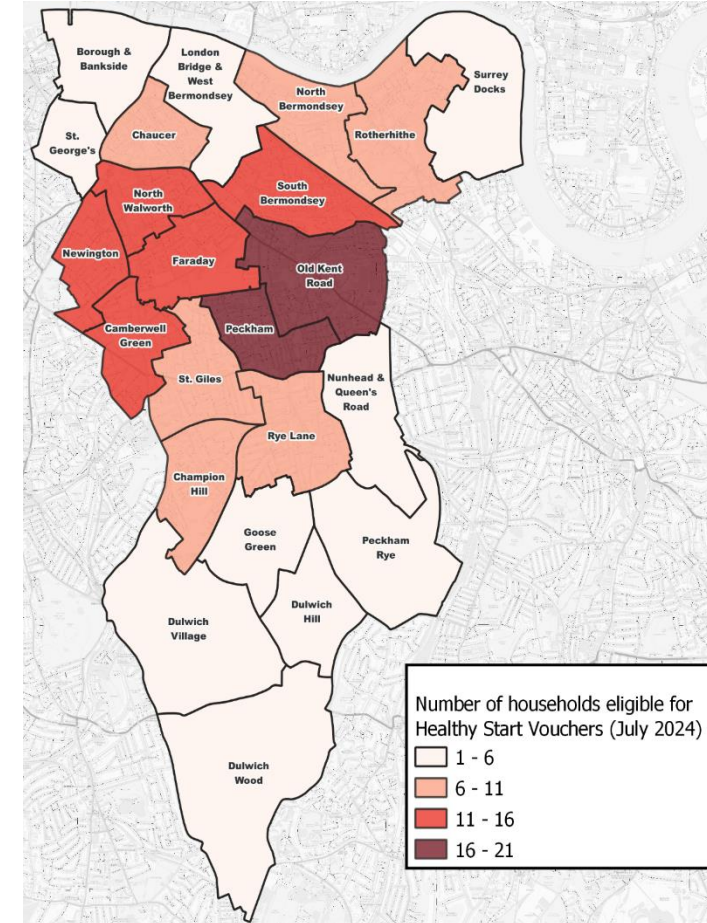 Borough &
Bankside
London
Bridge &
West
Bermondsey
North
Bermondsey
Surrey
Docks
Rotherhithe
Chaucer
St.
George's
North
Walworth
South
Bermondsey
Newington
Faraday
Old Kent
Road
Camberwell
Green
Peckham
St. Giles
Nunhead &
Queen's
Road
Rye Lane
Champion
Hill
Goose
Green
Peckham
Rye
Dulwich
Village
Dulwich
Hill
Dulwich
Wood
Number of households eligible for
Healthy Start Vouchers (July 2024)
1 - 6
6 - 11
11 - 16
16 - 21